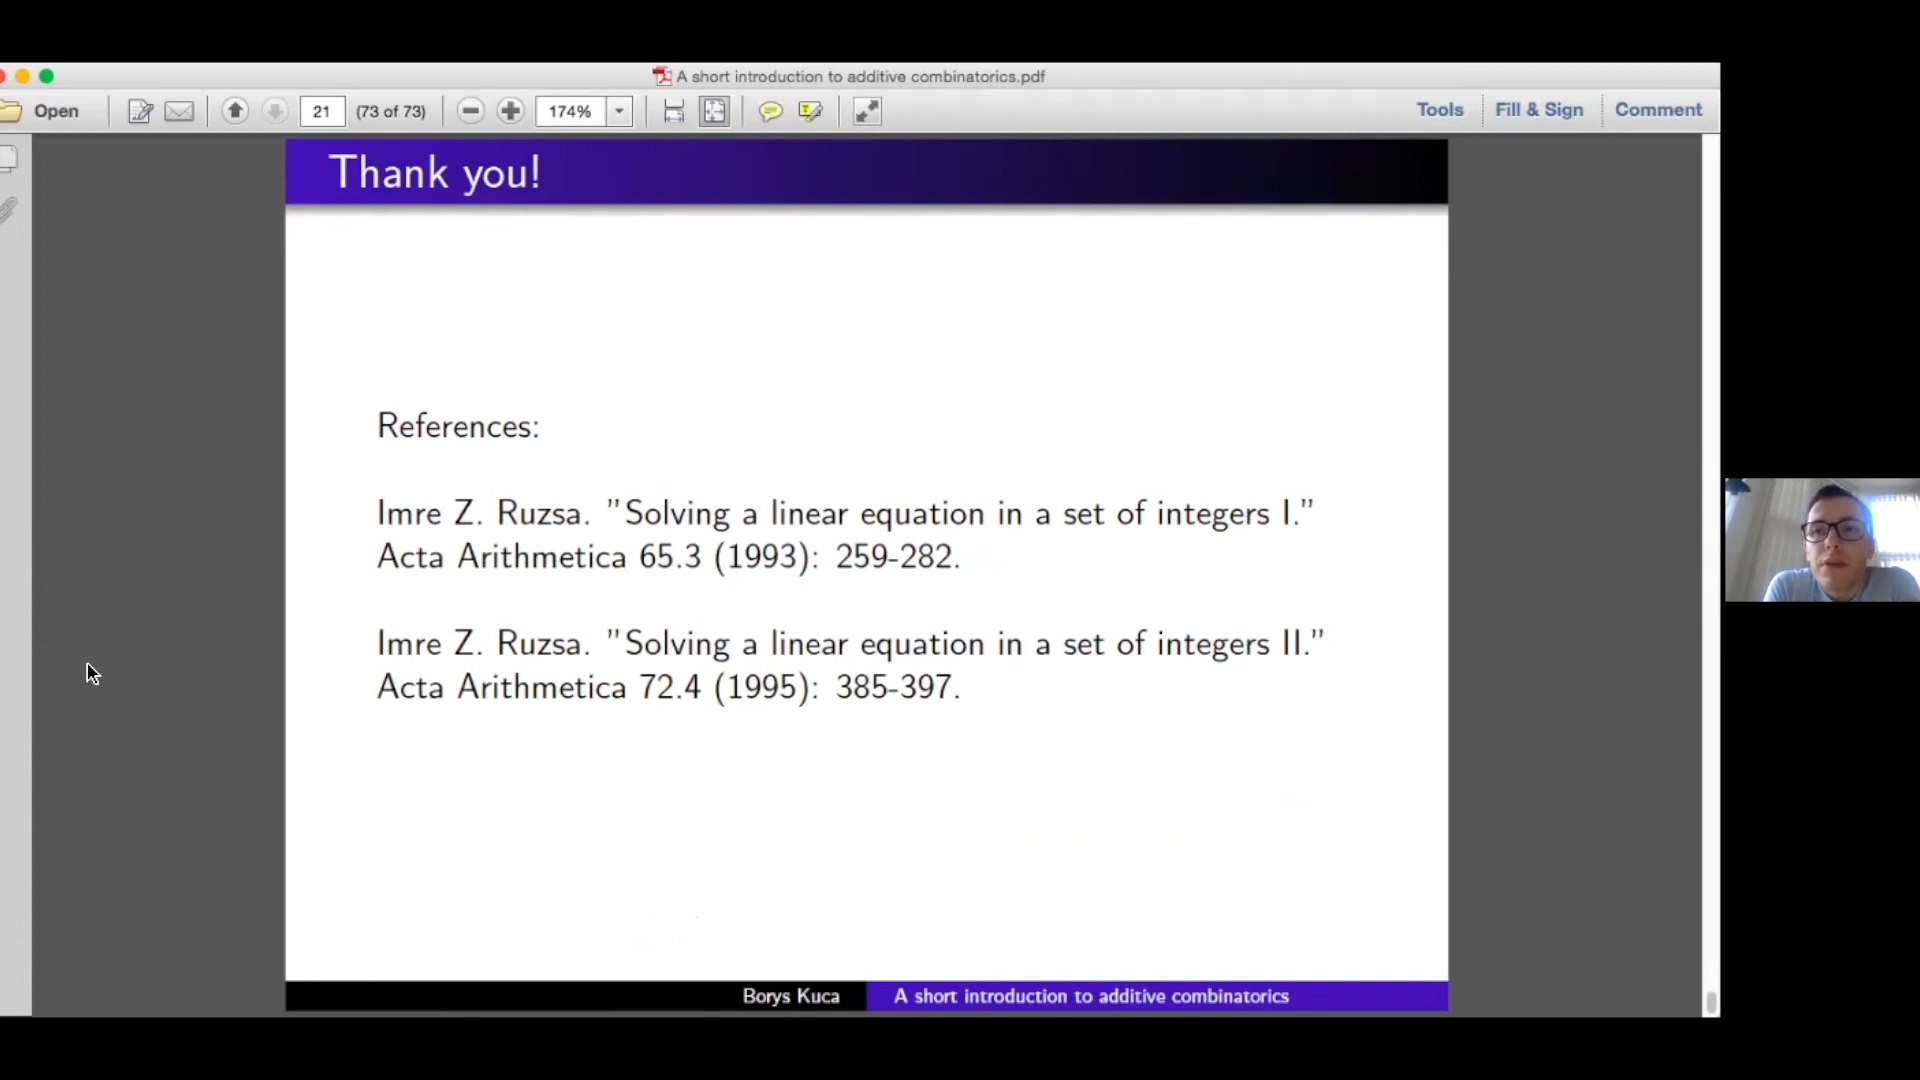 A short introduction to additive combinatorics.pdf
Open 21 (73 of 73) 174% Tools Fill & Sign Comment
Thank you!
References:
Imre Z. Ruzsa. "Solving a linear equation in a set of integers I."
Acta Arithmetica 65.3 (1993): 259-282.
Imre Z. Ruzsa. "Solving a linear equation in a set of integers II."
Acta Arithmetica 72.4 (1995): 385-397.
Borys Kuca A short introduction to additive combinatorics